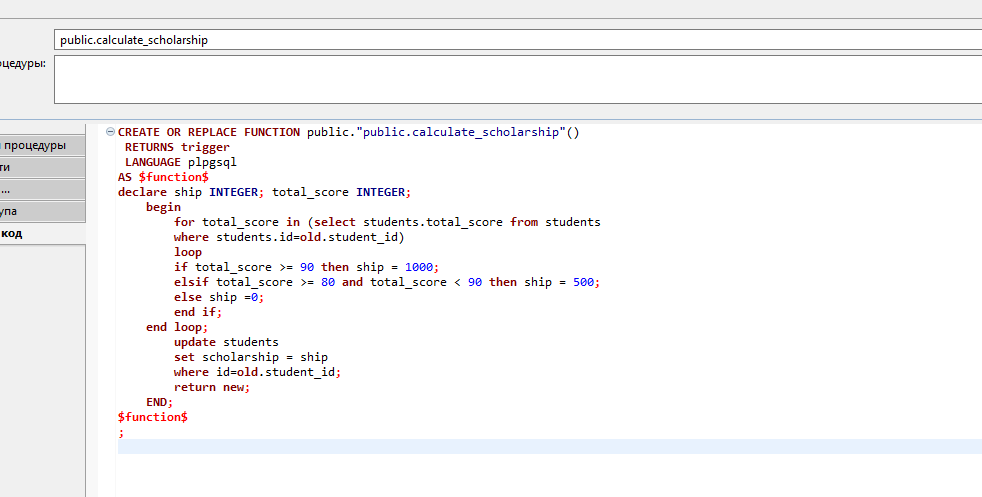 public.calculate_scholarship
оцедуры:
процедуры
ти
...
упа
код
CREATE OR REPLACE FUNCTION public."public.calculate_scholarship"()
RETURNS trigger
LANGUAGE plpgsql
AS $function$
declare ship INTEGER; total_score INTEGER;
begin
for total_score in (select students.total_score from students
where students.id=old.student_id)
loop
if total_score >= 90 then ship = 1000;
elsif total_score >= 80 and total_score < 90 then ship = 500;
else ship =0;
end if;
end loop;
update students
set scholarship = ship
where id=old.student_id;
return new;
END;
$function$
;